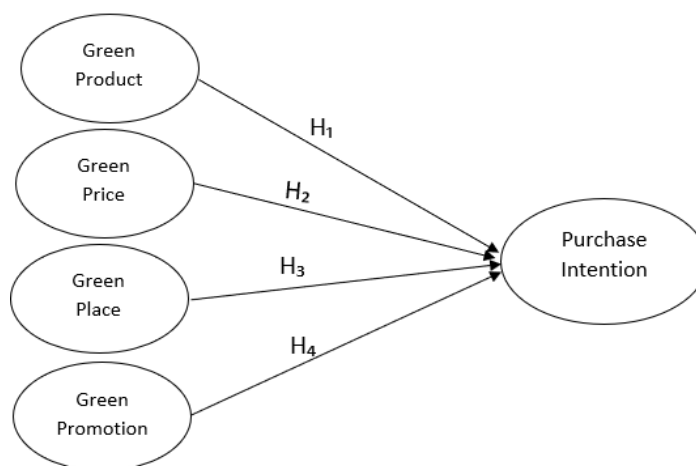 Green
Product
H₁
Green
Price
H₂
Purchase
Intention
Green
Place
H₃
Green
Promotion
H₄